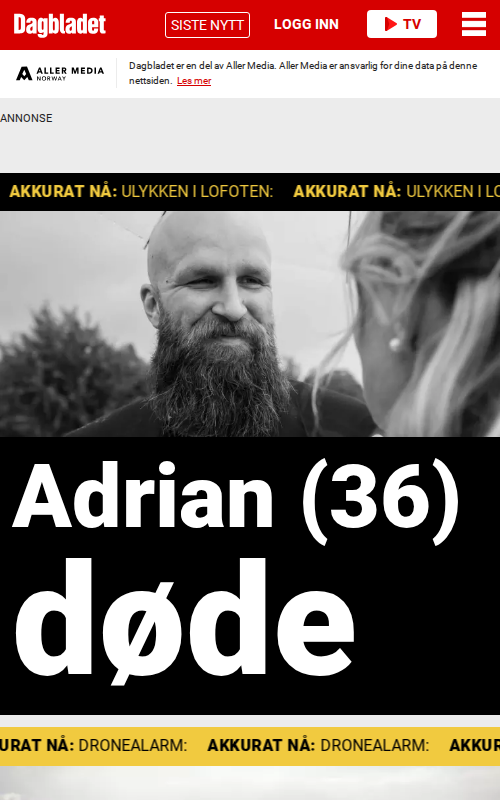 Dagbladet
SISTE NYTT
LOGG INN
TV
ALLER MEDIA
NORWAY
Dagbladet er en del av Aller Media. Aller Media er ansvarlig for dine data på denne
nettsiden. Les mer
ANNONSE
AKKURAT NÅ: ULYKKEN I LOFOTEN: AKKURAT NÅ: ULYKKEN I LO
Adrian (36)
døde
URAT NÅ: DRONEALARM: AKKURAT NÅ: DRONEALARM: AKKUR